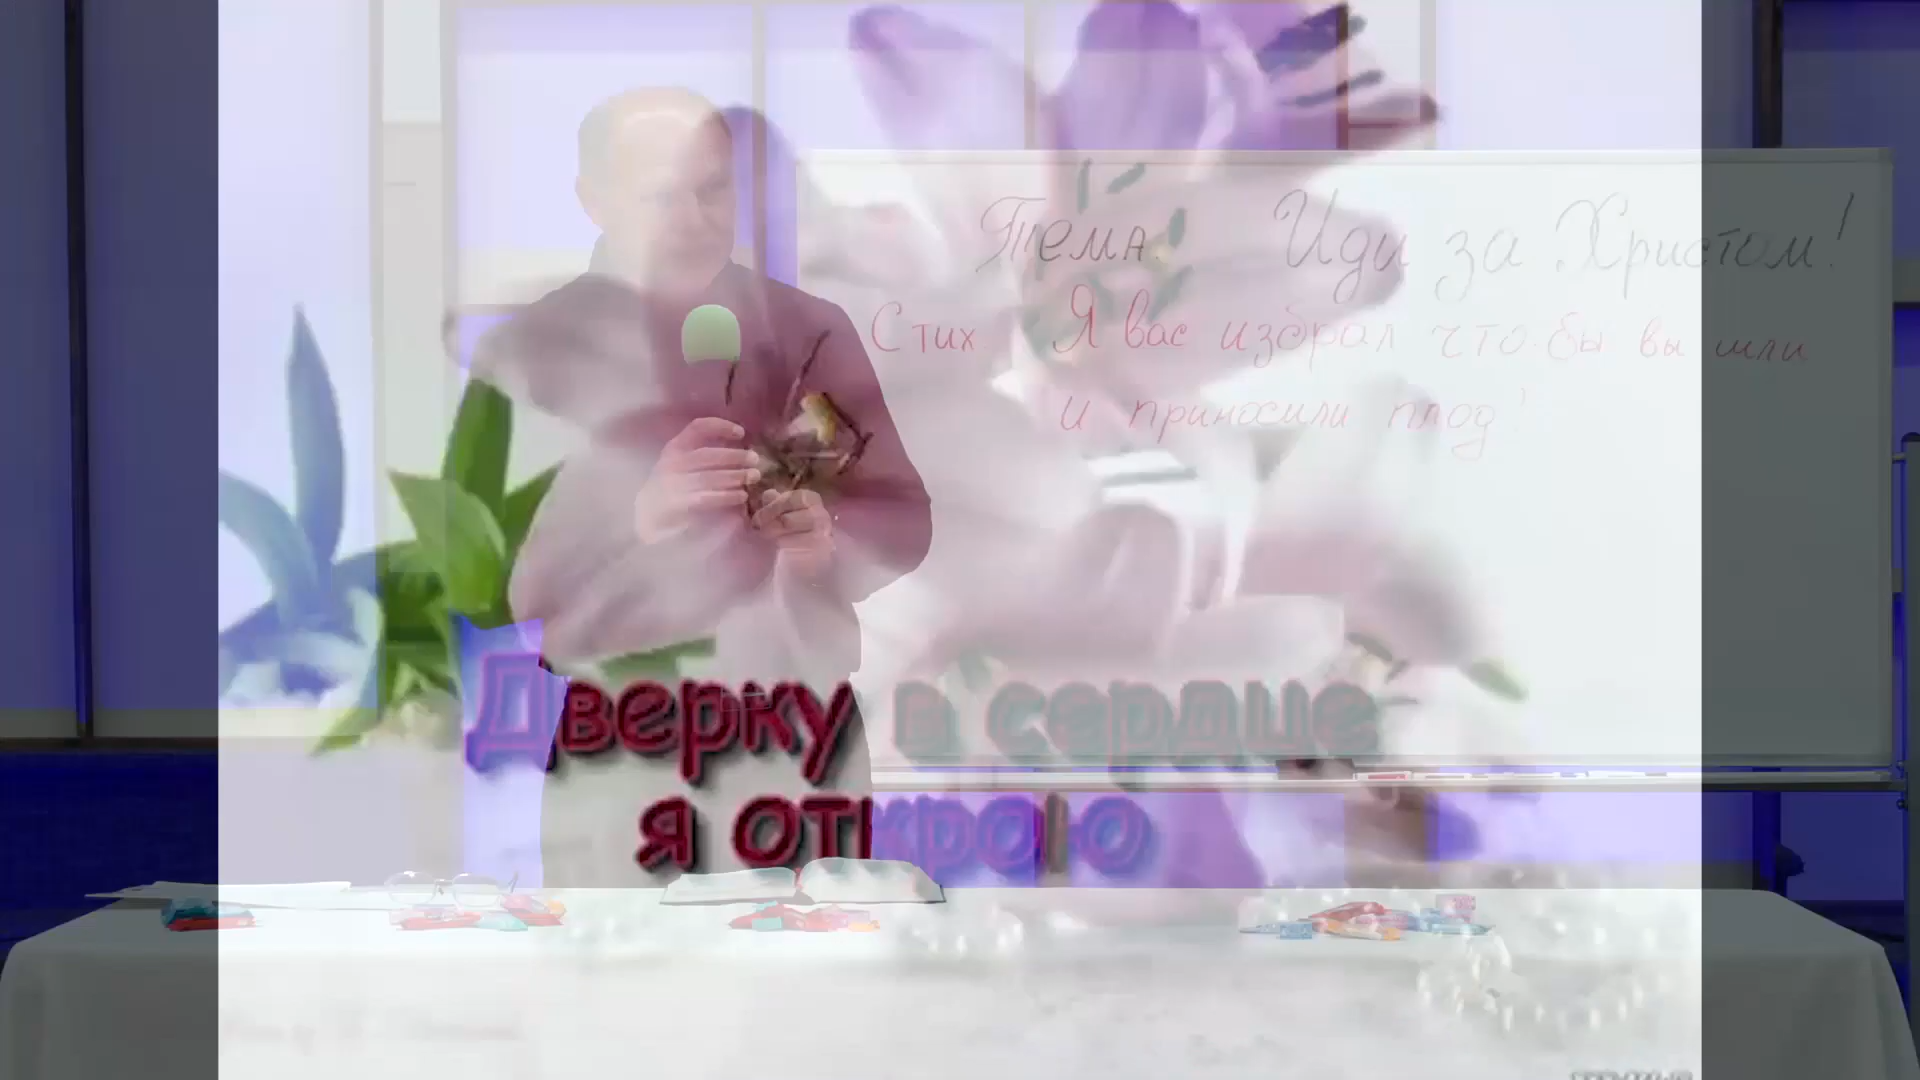 Тема. Иди за Христом!
Стих Я вас избрал что-бы вы шли
и приносили плод!
Дверку в сердце
я открою